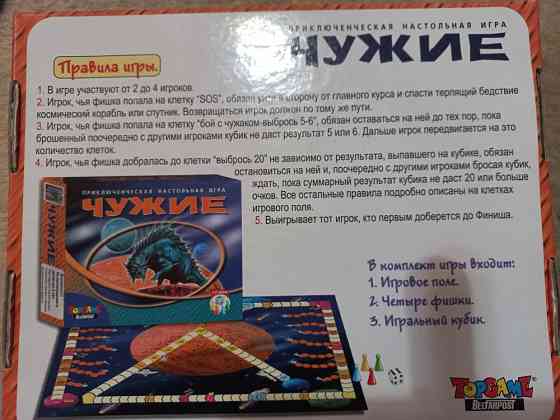 ПРИКЛЮЧЕНЧЕСКАЯ НАСТОЛЬНАЯ ИГРА
ЧУЖИЕ
Правила игры.
1. В игре участвуют от 2 до 4 игроков.
2. Игрок, чья фишка попала на клетку "SOS", обязан уйти в сторону от главного курса и спасти терпящий бедствие
космический корабль или спутник. Возвращаться игрок должен по тому же пути.
3. Игрок, чья фишка попала на клетку "бой с чужаком-выбрось 5-6", обязан оставаться на ней до тех пор, пока
брошенный поочередно с другими игроками кубик не даст результат 5 или 6. Дальше игрок передвигается на это
количество клеток.
4. Игрок, чья фишка добралась до клетки "выбрось 20" не зависимо от результата, выпавшего на кубике, обязан
остановиться на ней и, поочередно с другими игроками бросая кубик,
ждать, пока суммарный результат кубика не даст 20 или больше
очков. Все остальные правила подробно описаны на клетках
игрового поля.
5. Выигрывает тот игрок, кто первым доберется до Финиша.
ПРИКЛЮЧЕНЧЕСКАЯ НАСТОЛЬНАЯ ИГРА
ЧУЖИЕ
ЧУЖИЕ
TOPGAME
BELTARPOST
В комплект игры входит:
1. Игровое поле.
2. Четыре фишки.
3. Игральный кубик.
TOPGAME
BELTARPOST